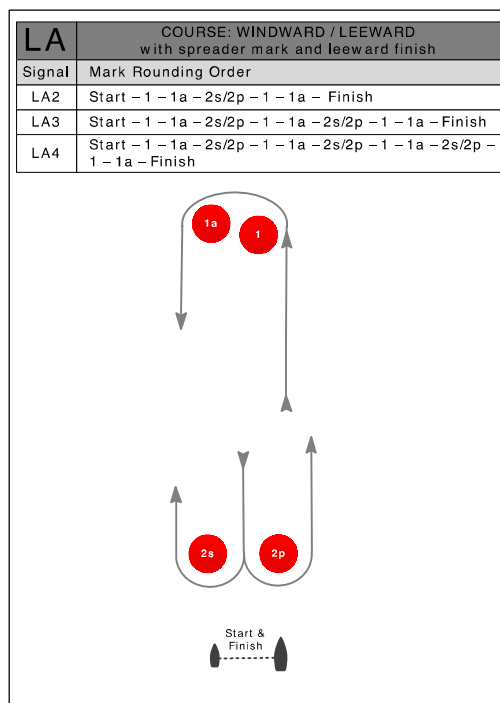 LA
COURSE: WINDWARD / LEEWARD
with spreader mark and leeward finish
Signal Mark Rounding Order
LA2 Start – 1 – 1a – 2s/2p – 1 – 1a – Finish
LA3 Start – 1 – 1a – 2s/2p – 1 – 1a – 2s/2p – 1 – 1a – Finish
LA4 Start – 1 – 1a – 2s/2p – 1 – 1a – 2s/2p – 1 – 1a – 2s/2p –
1 – 1a – Finish
1a 1
2s 2p
Start &
Finish